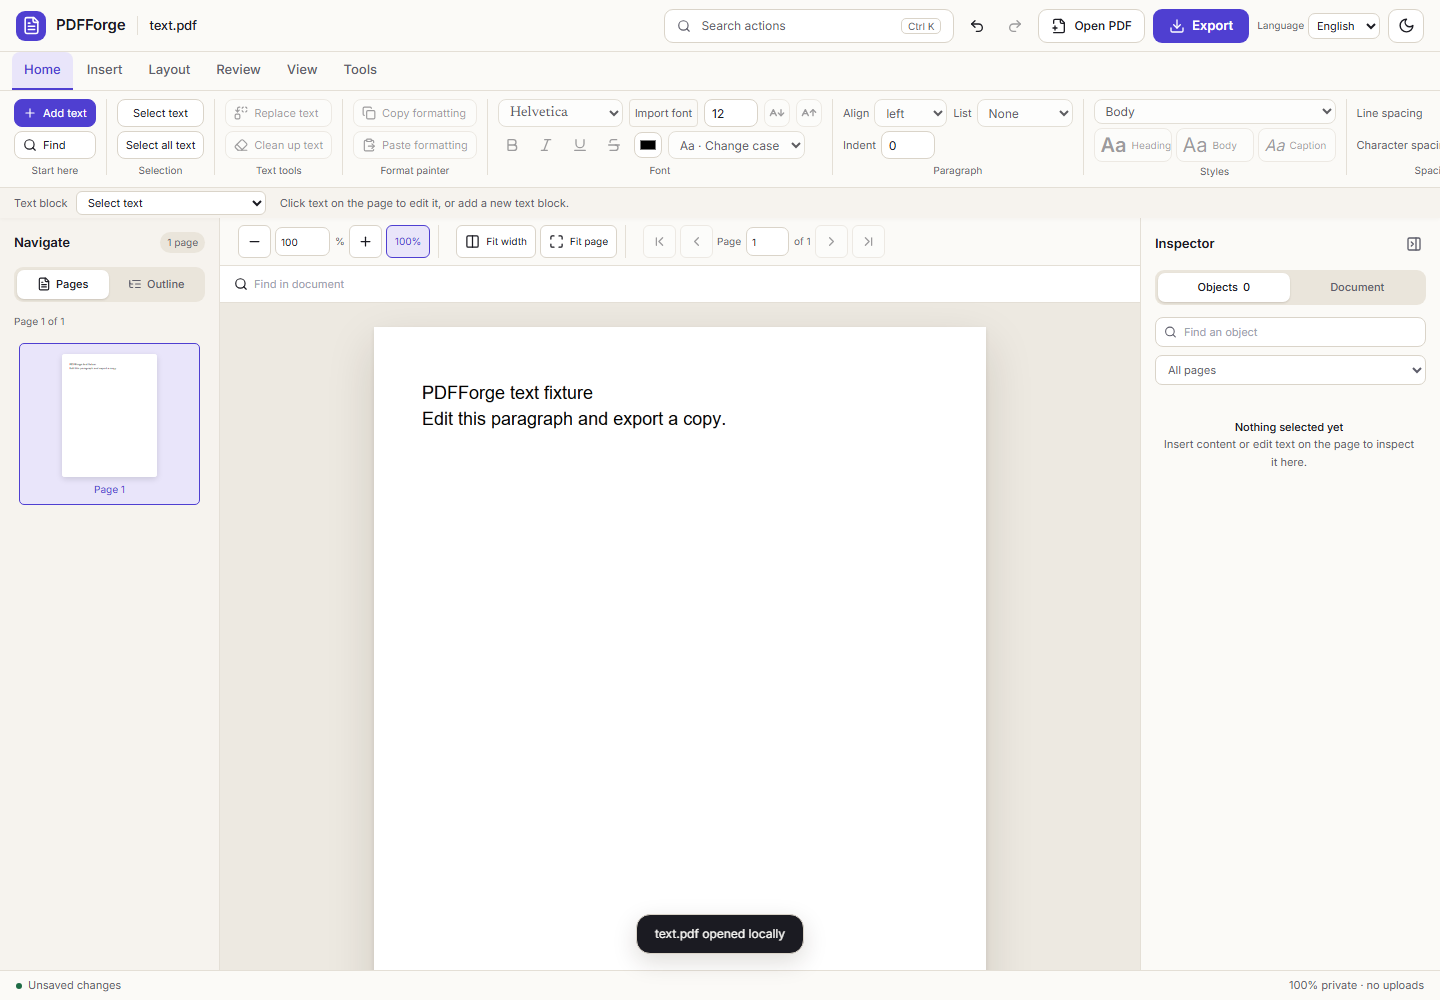 PDFForge
text.pdf
Search actions
Ctrl K
Open PDF
Export
Language
English
Home
Insert
Layout
Review
View
Tools
Add text
Find
Start here
Select text
Select all text
Selection
Replace text
Clean up text
Text tools
Copy formatting
Paste formatting
Format painter
Helvetica
Import font
12
A
A
B
I
U
S
Aa · Change case
Font
Align
left
List
None
Indent
0
Paragraph
Body
Aa Heading
Aa Body
Aa Caption
Styles
Line spacing
Character spaci
Spaci
Text block
Select text
Click text on the page to edit it, or add a new text block.
Navigate
1 page
Pages
Outline
Page 1 of 1
Page 1
100
%
100%
Fit width
Fit page
Page
1
of 1
Find in document
PDFForge text fixture
Edit this paragraph and export a copy.
text.pdf opened locally
Inspector
Objects 0
Document
Find an object
All pages
Nothing selected yet
Insert content or edit text on the page to inspect
it here.
Unsaved changes
100% private · no uploads